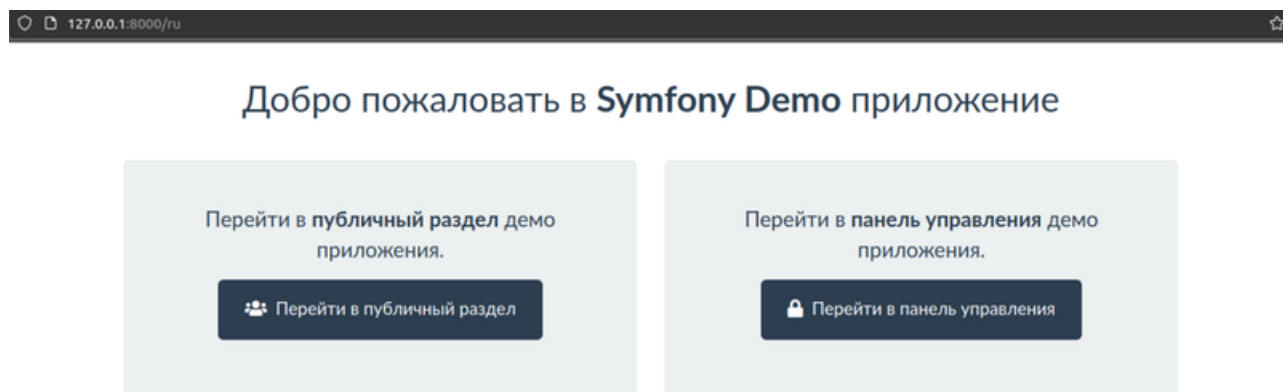 127.0.0.1:8000/ru
Добро пожаловать в Symfony Demo приложение
Перейти в публичный раздел демо
приложения.
Перейти в публичный раздел
Перейти в панель управления демо
приложения.
Перейти в панель управления